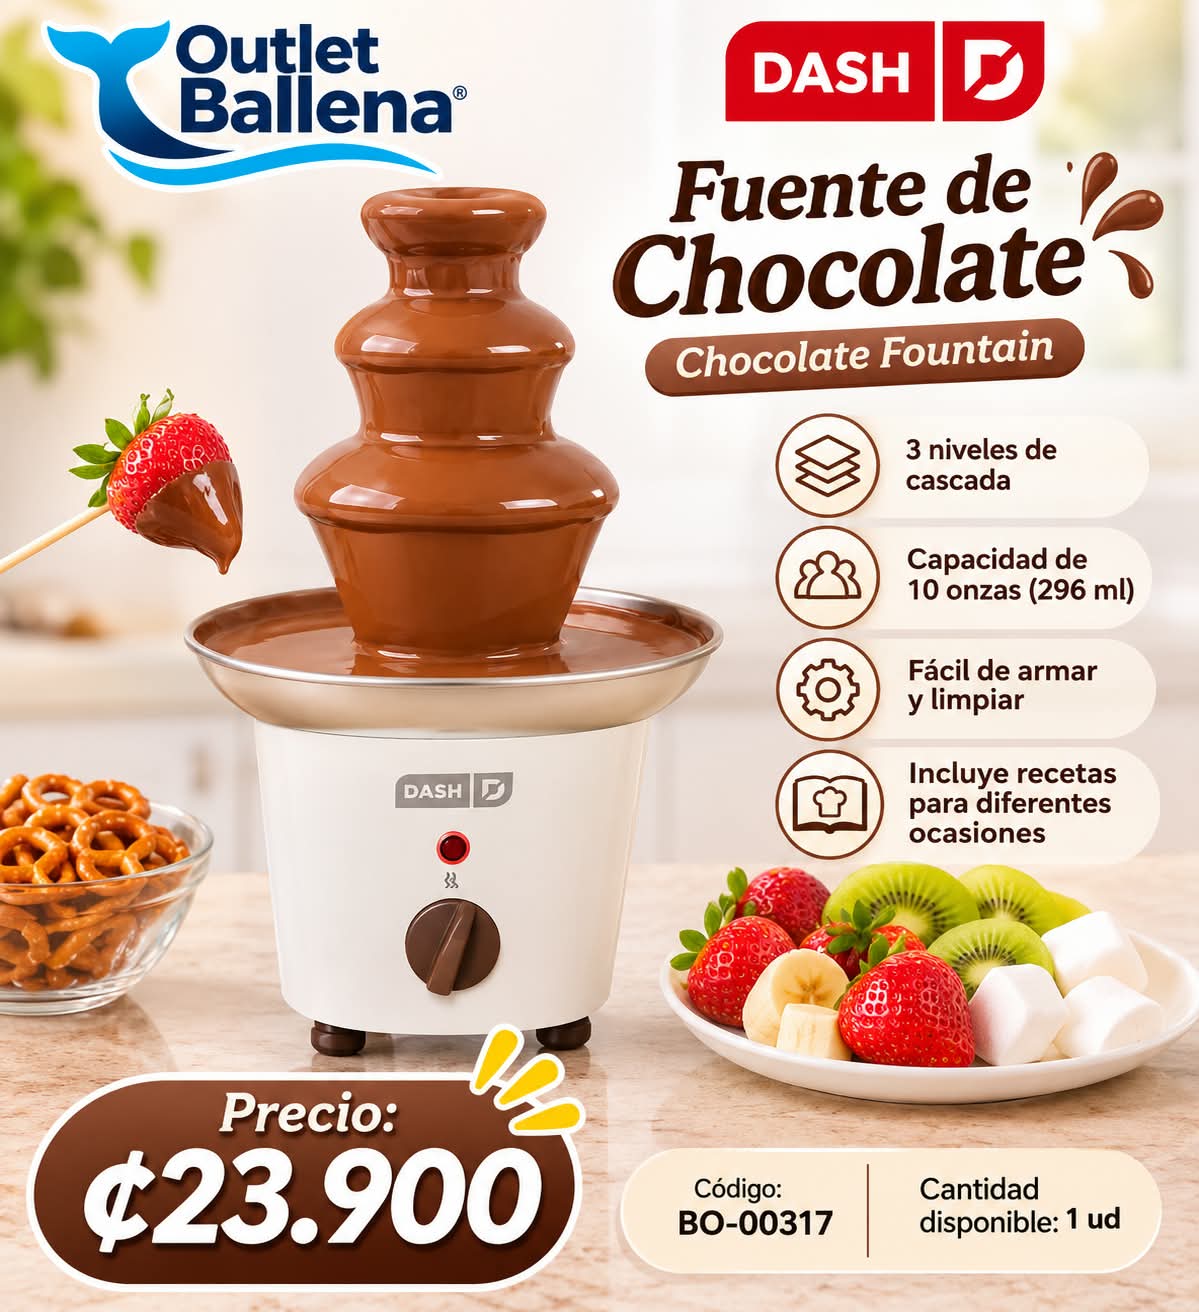 Outlet
Ballena®
DASH D
Fuente de
Chocolate
Chocolate Fountain
3 niveles de
cascada
Capacidad de
10 onzas (296 ml)
Fácil de armar
y limpiar
Incluye recetas
para diferentes
ocasiones
DASH D
Precio:
₡23.900
Código:
BO-00317
Cantidad
disponible: 1 ud